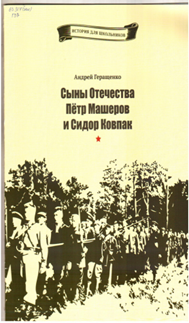 ИСТОРИЯ ДЛЯ ШКОЛЬНИКОВ
Андрей Геращенко
Сыны Отечества
Пётр Машеров
и Сидор Ковпак